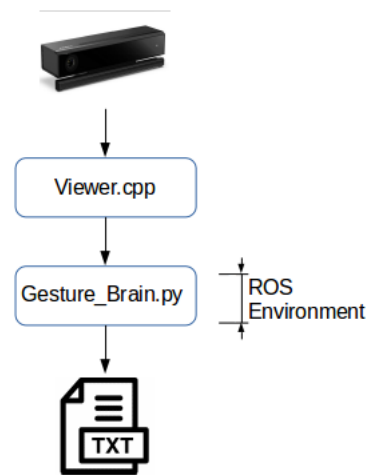 Viewer.cpp
Gesture_Brain.py
ROS
Environment
TXT